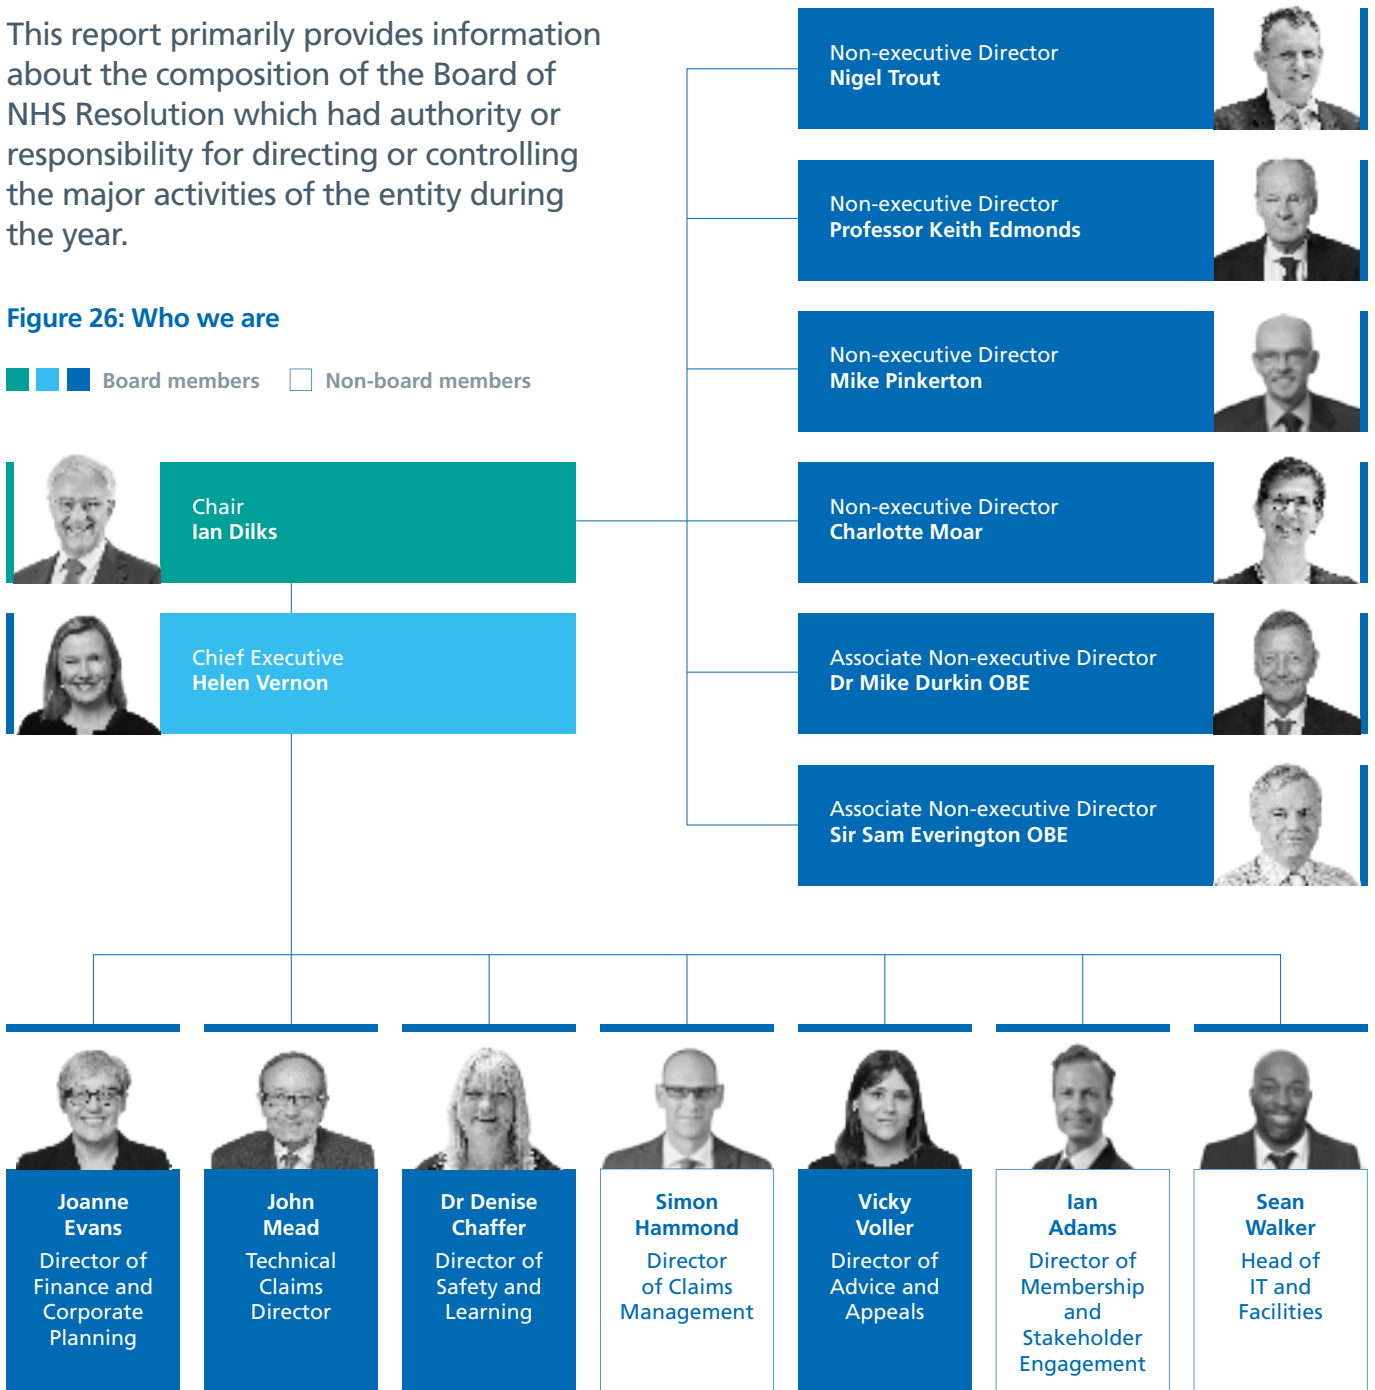 This report primarily provides information
about the composition of the Board of
NHS Resolution which had authority or
responsibility for directing or controlling
the major activities of the entity during
the year.
Figure 26: Who we are
Board members
Non-board members
Chair
Ian Dilks
Chief Executive
Helen Vernon
Non-executive Director
Nigel Trout
Non-executive Director
Professor Keith Edmonds
Non-executive Director
Mike Pinkerton
Non-executive Director
Charlotte Moar
Associate Non-executive Director
Dr Mike Durkin OBE
Associate Non-executive Director
Sir Sam Everington OBE
Joanne
Evans
Director of
Finance and
Corporate
Planning
John
Mead
Technical
Claims
Director
Dr Denise
Chaffer
Director of
Safety and
Learning
Simon
Hammond
Director
of Claims
Management
Vicky
Voller
Director of
Advice and
Appeals
Ian
Adams
Director of
Membership
and
Stakeholder
Engagement
Sean
Walker
Head of
IT and
Facilities